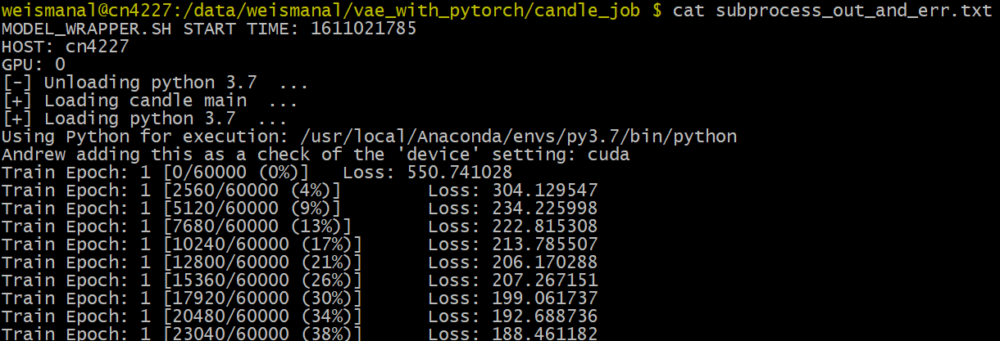 weismanal@cn4227:/data/weismanal/vae_with_pytorch/candle_job $ cat subprocess_out_and_err.txt
MODEL_WRAPPER.SH START TIME: 1611021785
HOST: cn4227
GPU: 0
[-] Unloading python 3.7  ...
[+] Loading candle main  ...
[+] Loading python 3.7  ...
Using Python for execution: /usr/local/Anaconda/envs/py3.7/bin/python
Andrew adding this as a check of the 'device' setting: cuda
Train Epoch: 1 [0/60000 (0%)]   Loss: 550.741028
Train Epoch: 1 [2560/60000 (4%)]        Loss: 304.129547
Train Epoch: 1 [5120/60000 (9%)]        Loss: 234.225998
Train Epoch: 1 [7680/60000 (13%)]       Loss: 222.815308
Train Epoch: 1 [10240/60000 (17%)]      Loss: 213.785507
Train Epoch: 1 [12800/60000 (21%)]      Loss: 206.170288
Train Epoch: 1 [15360/60000 (26%)]      Loss: 207.267151
Train Epoch: 1 [17920/60000 (30%)]      Loss: 199.061737
Train Epoch: 1 [20480/60000 (34%)]      Loss: 192.688736
Train Epoch: 1 [23040/60000 (38%)]      Loss: 188.461182